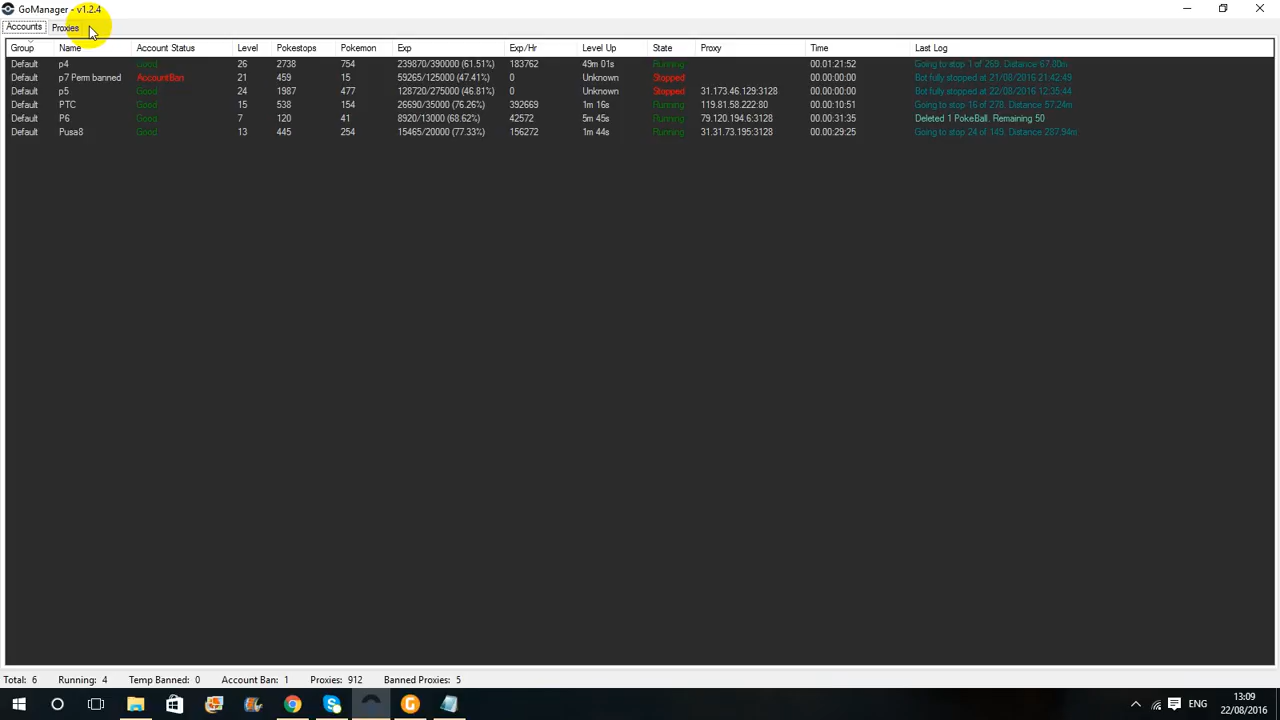 GoManager - v1.2.4
Accounts Proxies
Group Name Account Status Level Pokestops Pokemon Exp Exp/Hr Level Up State Proxy Time Last Log
Default p4 Good 26 2738 754 239870/390000 (61.51%) 183762 49m 01s Running 00:01:21:52 Going to stop 1 of 269. Distance 67.80m
Default p7 Perm banned AccountBan 21 459 15 59265/125000 (47.41%) 0 Unknown Stopped 00:00:00:00 Bot fully stopped at 21/08/2016 21:42:49
Default p5 Good 24 1987 477 128720/275000 (46.81%) 0 Unknown Stopped 31.173.46.129:3128 00:00:00:00 Bot fully stopped at 22/08/2016 12:35:44
Default PTC Good 15 538 154 26690/35000 (76.26%) 392669 1m 16s Running 119.81.58.222:80 00:00:10:51 Going to stop 16 of 278. Distance 57.24m
Default P6 Good 7 120 41 8920/13000 (68.62%) 42572 5m 45s Running 79.120.194.6:3128 00:00:31:35 Deleted 1 PokeBall. Remaining 50
Default Pusa8 Good 13 445 254 15465/20000 (77.33%) 156272 1m 44s Running 31.31.73.195:3128 00:00:29:25 Going to stop 24 of 149. Distance 287.94m
Total: 6 Running: 4 Temp Banned: 0 Account Ban: 1 Proxies: 912 Banned Proxies: 5
ENG
13:09
22/08/2016